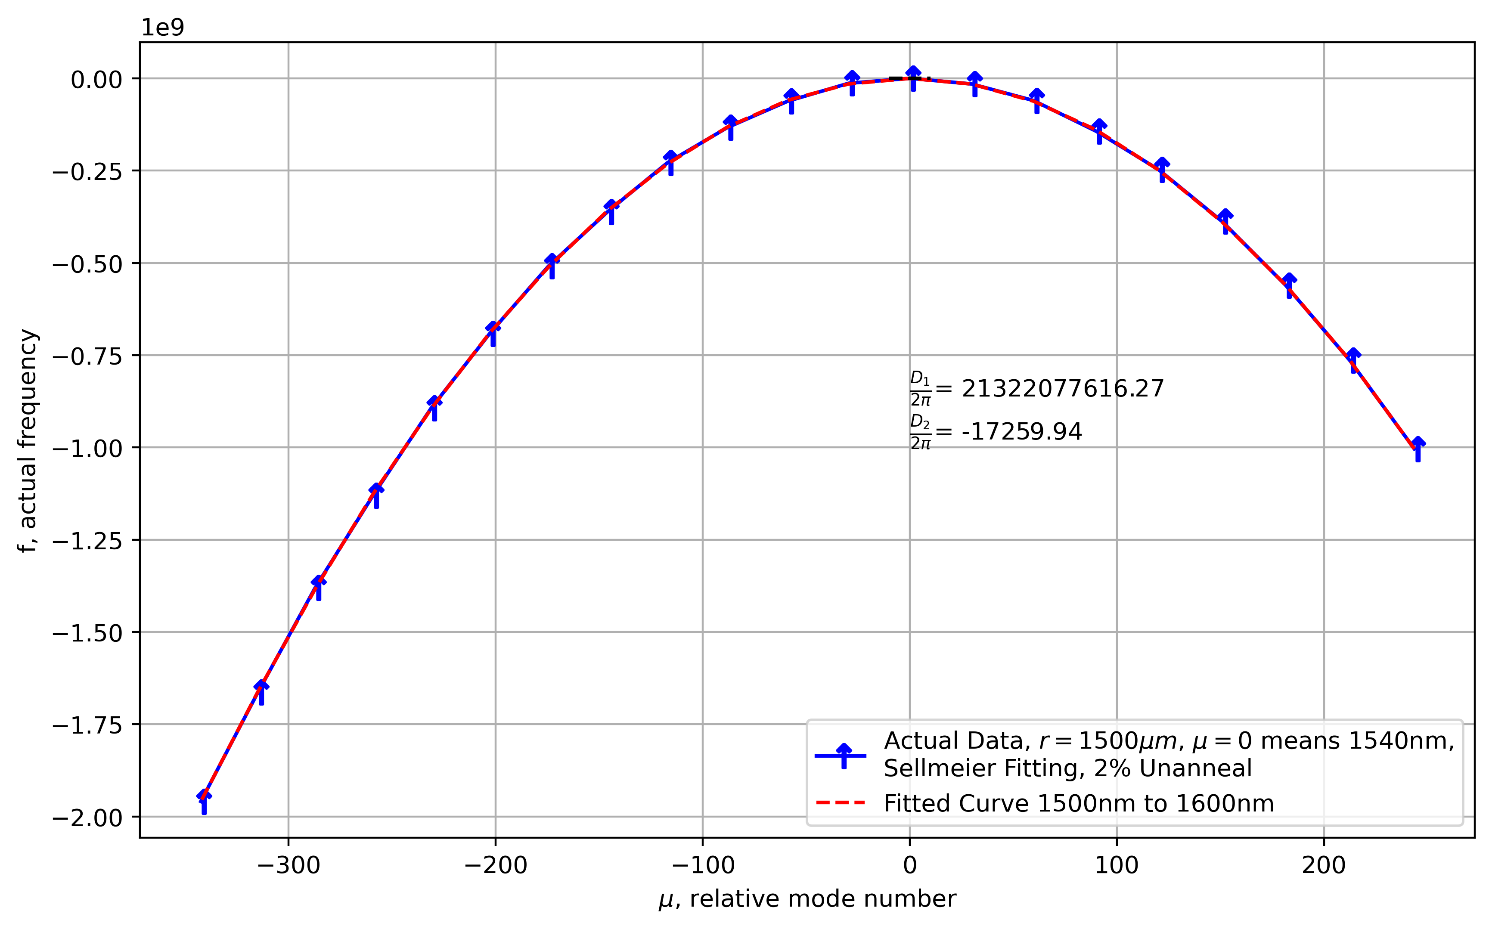 1e9
0.00
−0.25
−0.50
−0.75
−1.00
−1.25
−1.50
−1.75
−2.00
f, actual frequency
D₁/2π = 21322077616.27
D₂/2π = -17259.94
Actual Data, r = 1500μm, μ = 0 means 1540nm,
Sellmeier Fitting, 2% Unanneal
Fitted Curve 1500nm to 1600nm
−300 −200 −100 0 100 200
μ, relative mode number